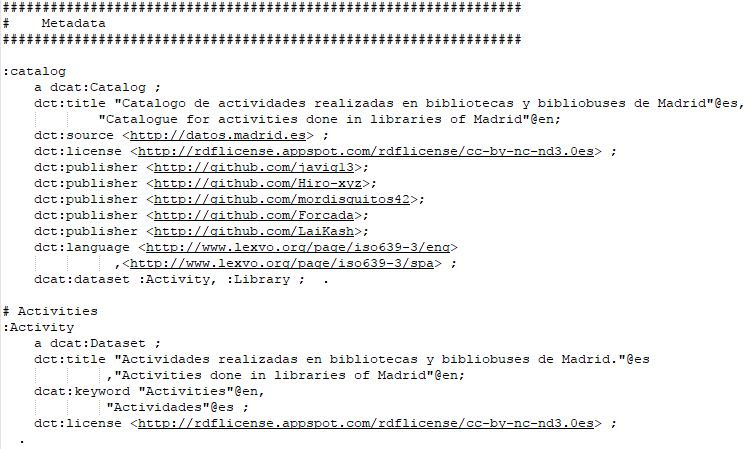 #################################################################
#    Metadata
#################################################################
:catalog
    a dcat:Catalog ;
    dct:title "Catalogo de actividades realizadas en bibliotecas y bibliobuses de Madrid"@es,
            "Catalogue for activities done in libraries of Madrid"@en;
    dct:source <http://datos.madrid.es> ;
    dct:license <http://rdflicense.appspot.com/rdflicense/cc-by-nc-nd3.0es> ;
    dct:publisher <http://github.com/javig13>;
    dct:publisher <http://github.com/Hiro-xyz>;
    dct:publisher <http://github.com/mordisquitos42>;
    dct:publisher <http://github.com/Forcada>;
    dct:publisher <http://github.com/LaiKash>;
    dct:language <http://www.lexvo.org/page/iso639-3/eng>
              ,<http://www.lexvo.org/page/iso639-3/spa> ;
    dcat:dataset :Activity, :Library ;  .
# Activities
:Activity
    a dcat:Dataset ;
    dct:title "Actividades realizadas en bibliotecas y bibliobuses de Madrid."@es
             ,"Activities done in libraries of Madrid"@en;
    dcat:keyword "Activities"@en,
             "Actividades"@es ;
    dct:license <http://rdflicense.appspot.com/rdflicense/cc-by-nc-nd3.0es> ;
  .